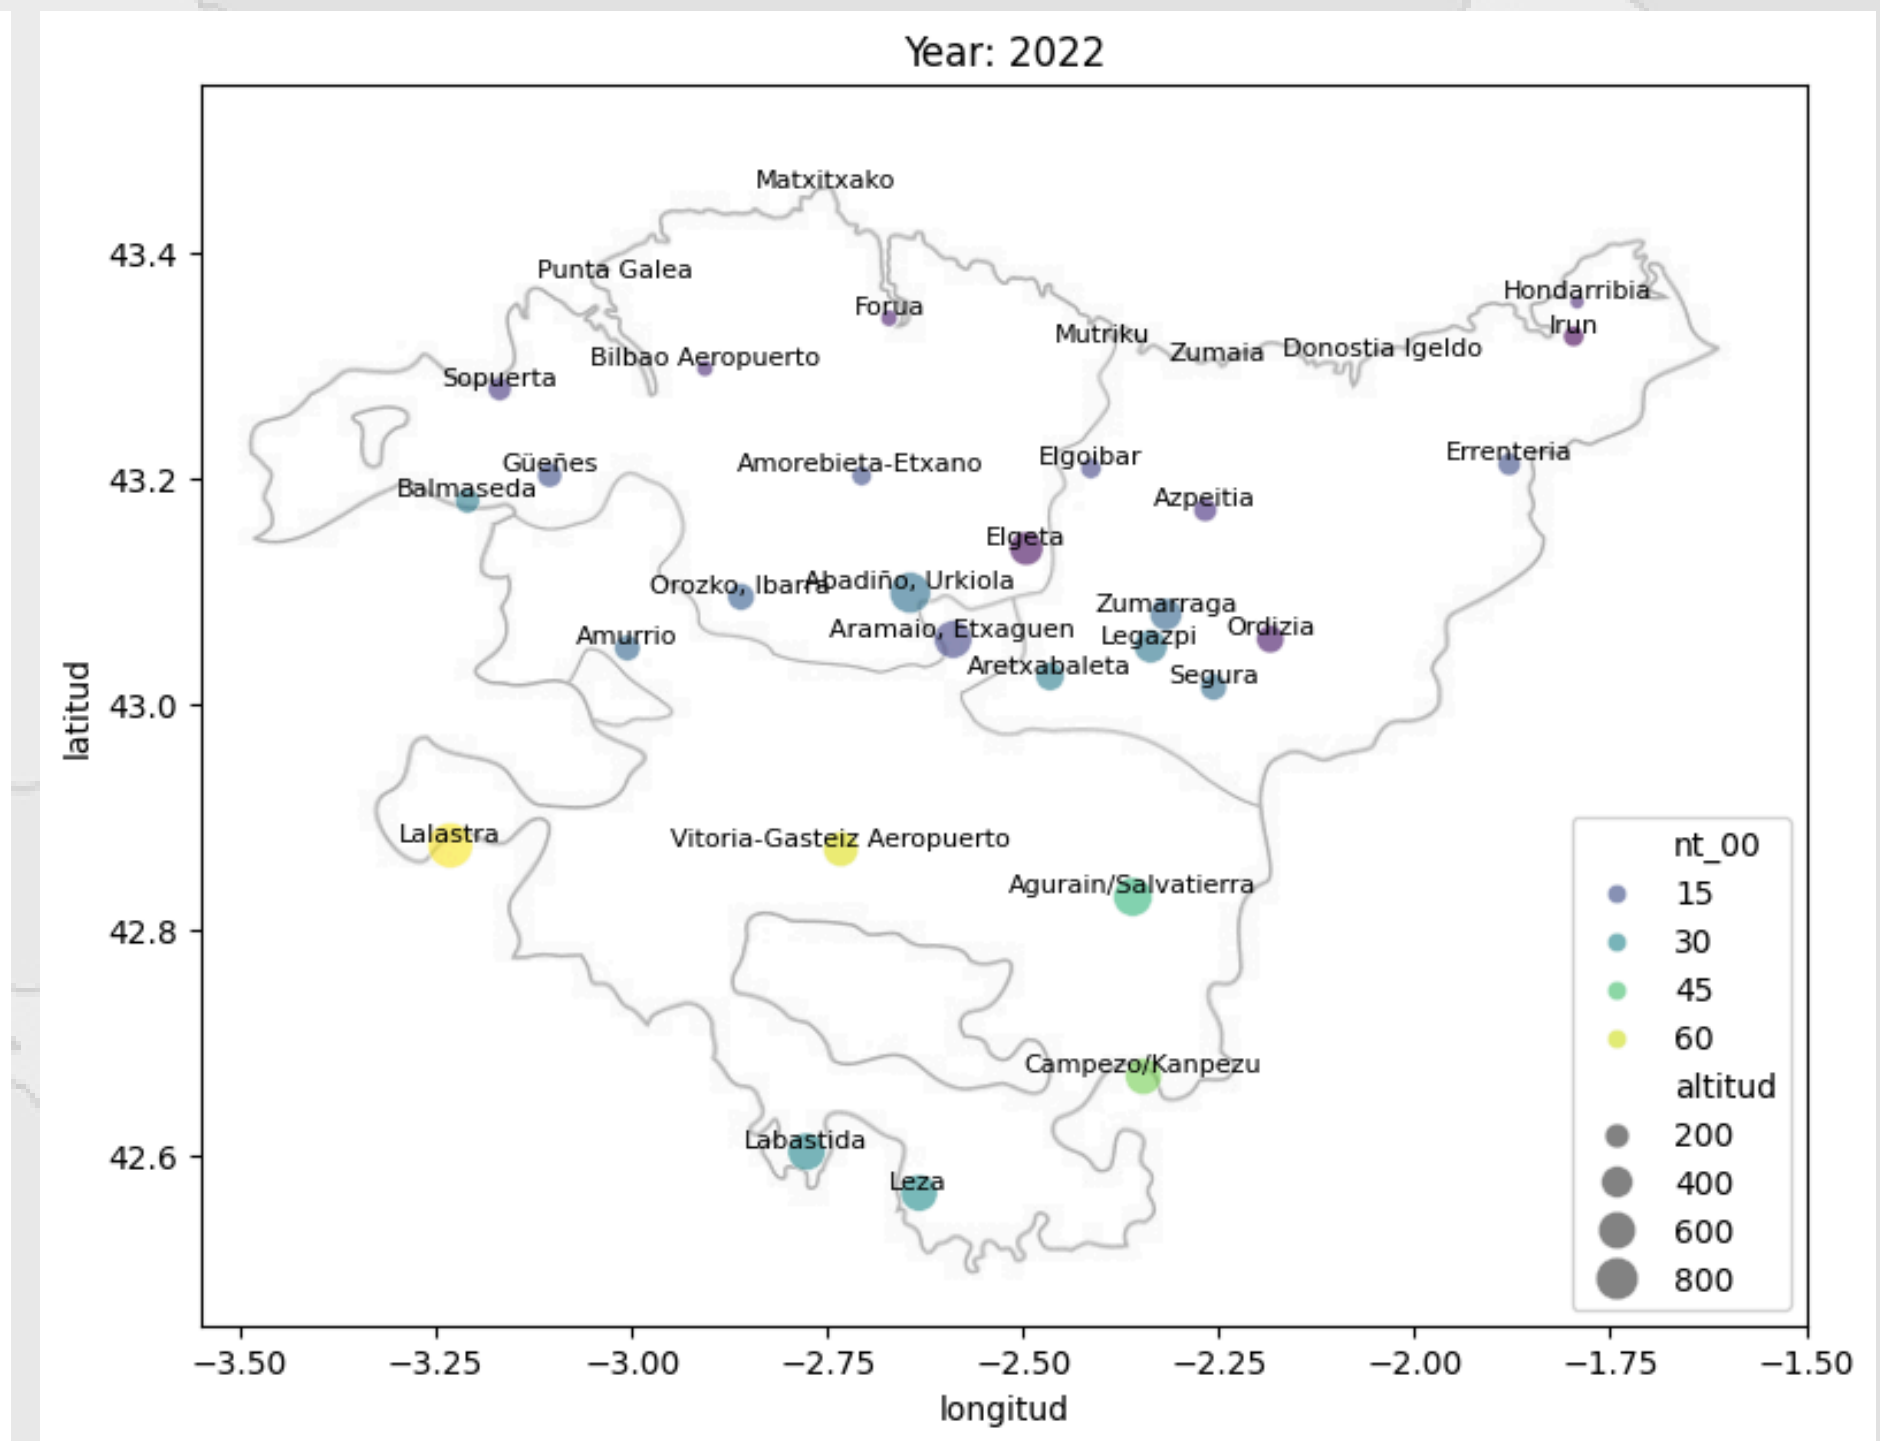 Year: 2022
Matxitxako
43.4
Punta Galea
Hondarribia
Forua
Irun
Mutriku
Donostia Igeldo
Zumaia
Bilbao Aeropuerto
Sopuerta
Errenteria
Elgoibar
Güeñes
Amorebieta-Etxano
43.2
Balmaseda
Azpeitia
Elgeta
Abadiño, Urkiola
Orozko, Ibarra
Zumarraga
Aramaio, Etxaguen
Ordizia
Amurrio
Legazpi
Aretxabaleta
Segura
43.0
latitud
Lalastra
Vitoria-Gasteiz Aeropuerto
Agurain/Salvatierra
42.8
Campezo/Kanpezu
Labastida
42.6
Leza
nt_00
15
30
45
60
altitud
200
400
600
800
−3.50 −3.25 −3.00 −2.75 −2.50 −2.25 −2.00 −1.75 −1.50
longitud